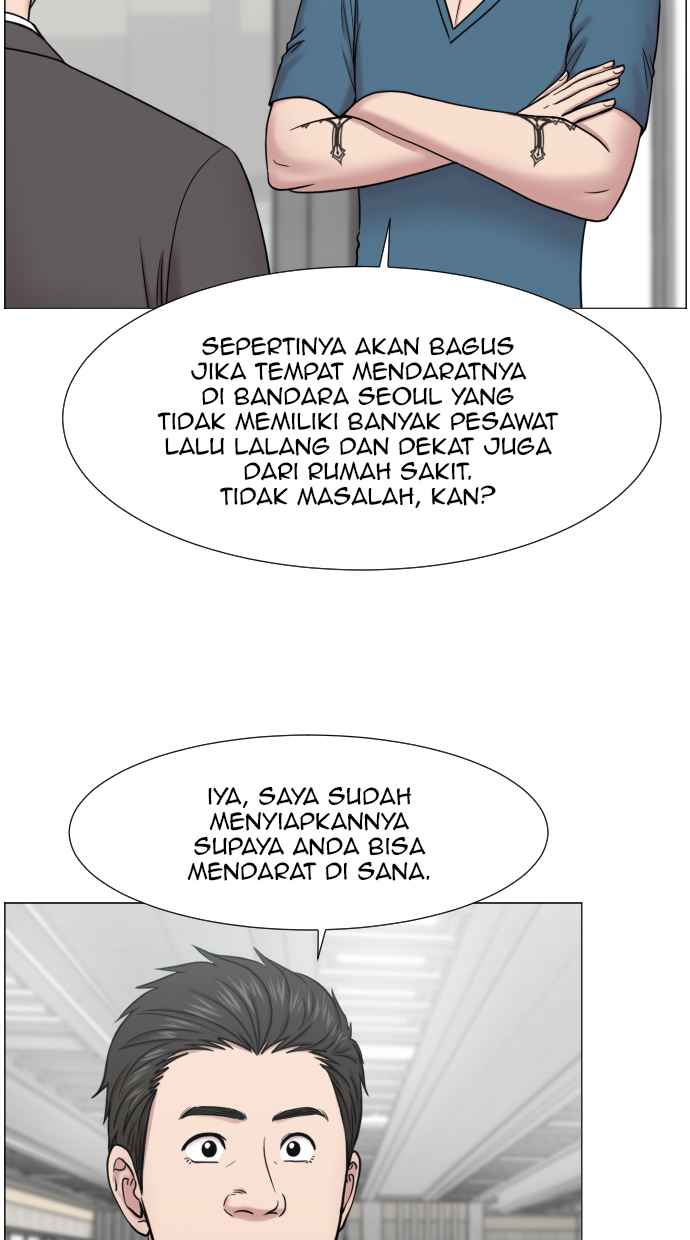 SEPERTINYA AKAN BAGUS
JIKA TEMPAT MENDARATNYA
DI BANDARA SEOUL YANG
TIDAK MEMILIKI BANYAK PESAWAT
LALU LALANG DAN DEKAT JUGA
DARI RUMAH SAKIT.
TIDAK MASALAH, KAN?
IYA, SAYA SUDAH
MENYIAPKANNYA
SUPAYA ANDA BISA
MENDARAT DI SANA.